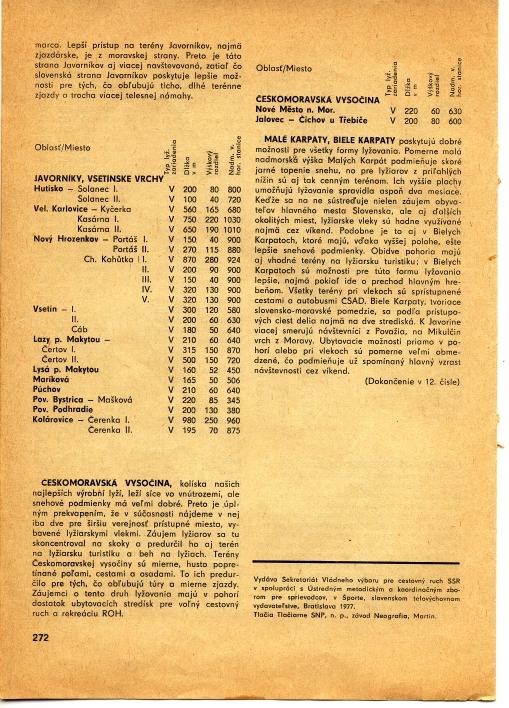 marca. Lepší prístup na terény Javorníkov, najmä
zjazdárske, je z moravskej strany. Preto je táto
strana Javorníkov aj viacej navštevovaná, zatiaľ čo
slovenská strana Javorníkov poskytuje lepšie mož-
nosti pre tých, čo obľubujú ticho, dlhé terénne
zjazdy a trocha viacej telesnej námahy.
Oblasť/Miesto
Typ lyž. zariadenia
Dĺžka v m
Výškový rozdiel
Nadm. v. hor. stanice
JAVORNÍKY, VSETÍNSKE VRCHY
Hutisko — Solanec I. V 200 80 800
Solanec II. V 100 40 720
Vel. Karlovice — Kyčerka V 560 165 680
Kasárna I. V 750 220 1030
Kasárna II. V 650 190 1010
Nový Hrozenkov — Portáš I. V 150 40 900
Portáš II. V 270 115 880
Ch. Kohútka I. V 870 280 924
II. V 200 90 900
III. V 150 40 900
IV. V 320 130 900
V. V 320 130 900
Vsetín — I. V 300 120 580
II. V 200 60 630
Cáb V 180 50 640
Lazy p. Makytou — V 210 60 640
Čertov I. V 315 150 870
Čertov II. V 500 150 720
Lysá p. Makytou V 160 52 450
Mariková V 165 50 506
Púchov V 210 60 640
Pov. Bystrica — Mašková V 220 85 345
Pov. Podhradie V 200 130 380
Kolárovice — Čerenka I. V 980 250 960
Čerenka II. V 195 70 875
ČESKOMORAVSKÁ VYSOČINA, kolíska našich
najlepších výrobní lyží, leží síce vo vnútrozemí, ale
snehové podmienky má veľmi dobré. Preto je úpl-
ným prekvapením, že v súčasnosti nájdeme v nej
iba dve pre širšiu verejnosť prístupné miesta, vy-
bavené lyžiarskymi vlekmi. Záujem lyžiarov sa tu
skoncentroval na skoky a predurčil ho aj terén
na lyžiarsku turistiku a beh na lyžiach. Terény
Českomoravskej vysočiny sú mierne, husto popre-
tínané poľami, cestami a osadami. To ich predur-
čilo pre tých, čo obľubujú túry a mierne zjazdy.
Záujemci o tento druh lyžovania majú v pohorí
dostatok ubytovacích stredísk pre voľný cestovný
ruch a rekreáciu ROH.
272
Oblasť/Miesto
Typ lyž. zariadenia
Dĺžka v m
Výškový rozdiel
Nadm. v. hor. stanice
ČESKOMORAVSKÁ VYSOČINA
Nové Město n. Mor. V 220 60 630
Jalovec — Číchov u Třebíče V 200 80 600
MALÉ KARPATY, BIELE KARPATY poskytujú dobré
možnosti pre všetky formy lyžovania. Pomerne malá
nadmorská výška Malých Karpát podmieňuje skoré
jarné topenie snehu, no pre lyžiarov z priľahlých
nížin sú aj tak cenným terénom. Ich vyššie plochy
umožňujú lyžovanie spravidla aspoň dva mesiace.
Keďže sa na ne sústreďuje nielen záujem obyva-
teľov hlavného mesta Slovenska, ale aj ďalších
okolitých miest, lyžiarske vleky sú hodne využívané
najmä cez víkend. Podobne je to aj v Bielych
Karpatoch, ktoré majú, vďaka vyššej polohe, ešte
lepšie snehové podmienky. Obidve pohoria majú
aj vhodné terény na lyžiarsku turistiku; v Bielych
Karpatoch sú možnosti pre túto formu lyžovania
lepšie, najmä pokiaľ ide o prechod hlavným hre-
beňom. Všetky terény pri vlekoch sú sprístupnené
cestami a autobusmi ČSAD. Biele Karpaty, tvoriace
slovensko-moravské pomedzie, sa podľa prístupo-
vých ciest delia najmä na dve strediská. K Javorine
viacej smerujú návštevníci z Považia, na Mikulčin
vrch z Moravy. Ubytovacie možnosti priamo v po-
horí alebo pri vlekoch sú pomerne veľmi obme-
dzené, čo podmieňuje už spomínaný hlavný vzrast
návštevnosti cez víkend.
(Dokončenie v 12. čísle)
Vydáva Sekretariát Vládneho výboru pre cestovný ruch SSR
v spolupráci s Ústredným metodickým a koordinačným zbo-
rom pre sprievodcov, v Športe, slovenskom telovýchovnom
vydavateľstve, Bratislava 1977.
Tlačia Tlačiarne SNP, n. p., závod Neografia, Martin.